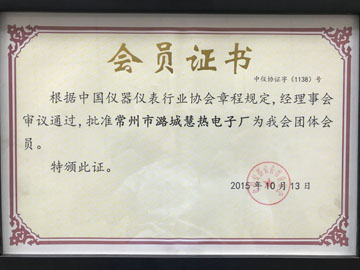 会员证书
中仪协证字（1138）号
根据中国仪器仪表行业协会章程规定，经理事会
审议通过，批准常州市潞城慧热电子厂为我会团体会
员。
特颁此证。
2015年10月13日